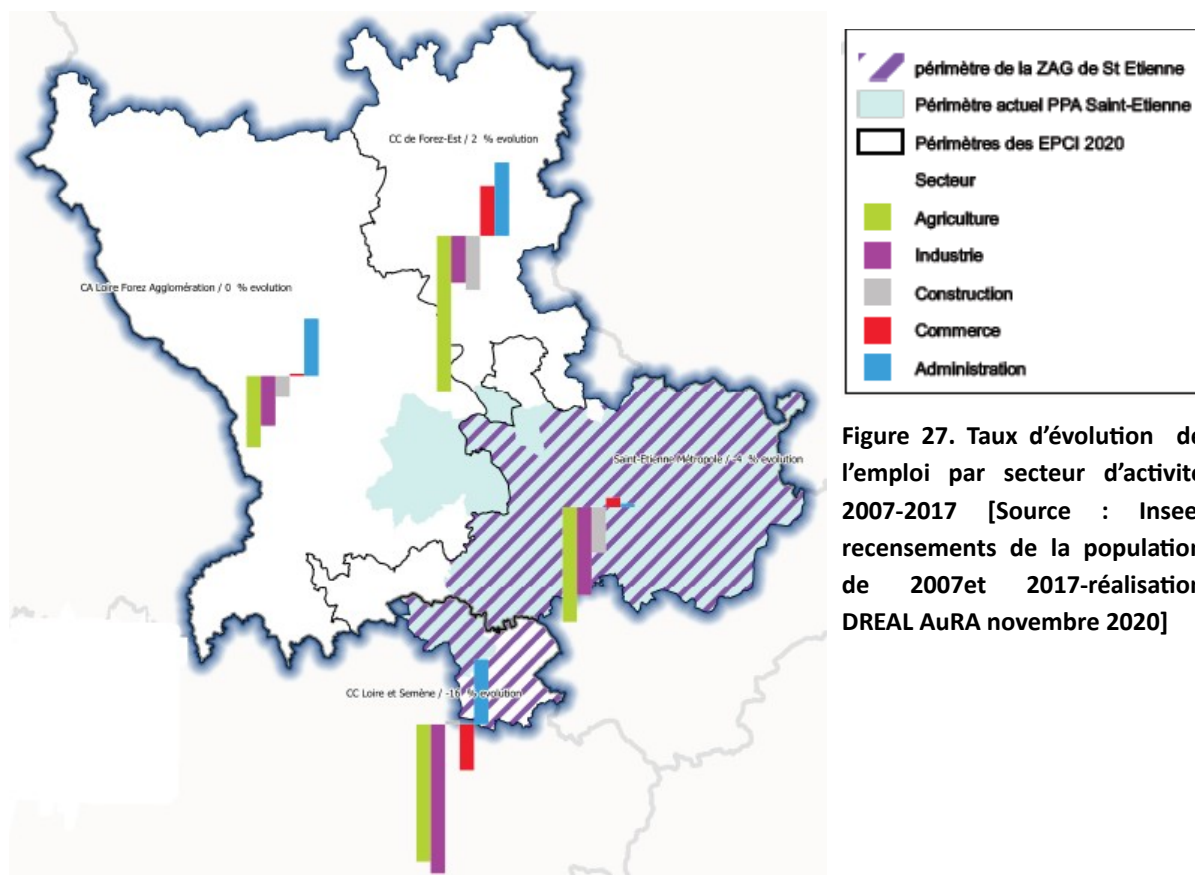 CC de Forez-Est / 2 % evolution
CA Loire Forez Agglomération / 0 % evolution
Saint-Etienne Métropole / -4 % evolution
CC Loire et Semène / -16 % evolution
périmètre de la ZAG de St Etienne
Périmètre actuel PPA Saint-Etienne
Périmètres des EPCI 2020
Secteur
Agriculture
Industrie
Construction
Commerce
Administration
Figure 27. Taux d'évolution de
l'emploi par secteur d'activité
2007-2017 [Source : Insee
recensements de la population
de 2007et 2017-réalisation
DREAL AuRA novembre 2020]